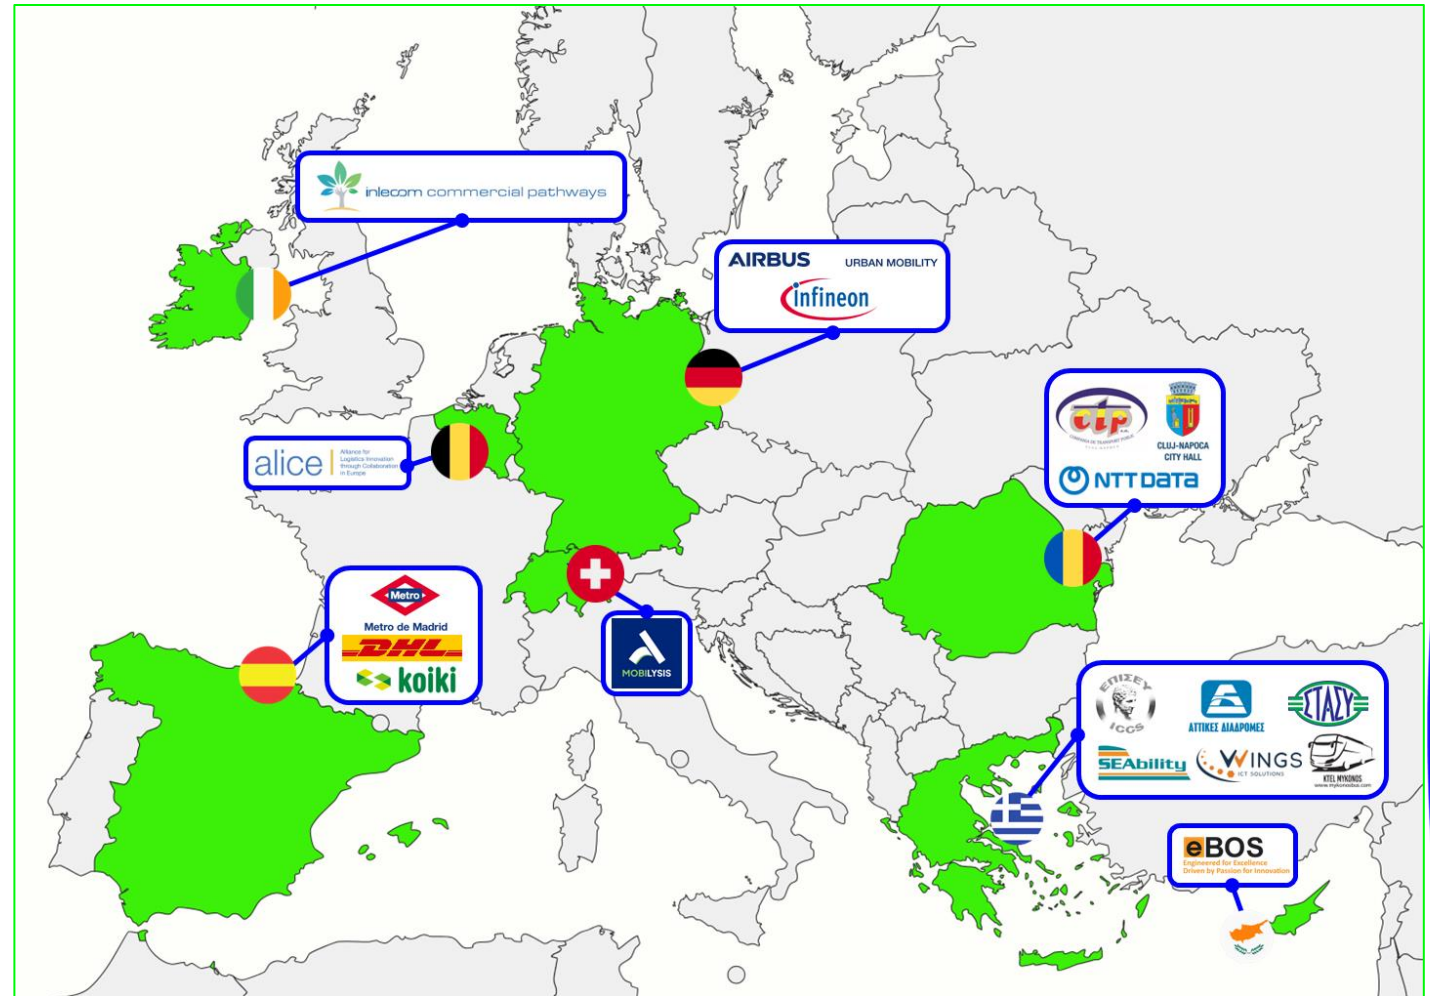 inlecom commercial pathways
AIRBUS URBAN MOBILITY
infineon
alice
Alliance for
Logistics Innovation
through Collaboration
in Europe
ctp
CLUJ-NAPOCA
CITY HALL
NTT DATA
Metro
Metro de Madrid
DHL
koiki
MOBILYSIS
ΕΠΙΣΕΥ
ICCS
ΑΤΤΙΚΕΣ ΔΙΑΔΡΟΜΕΣ
ΣΤΑΣΥ
SEAbility
WINGS
ICT SOLUTIONS
KTEL MYKONOS
eBOS
Engineered for Excellence
Driven by Passion for Innovation